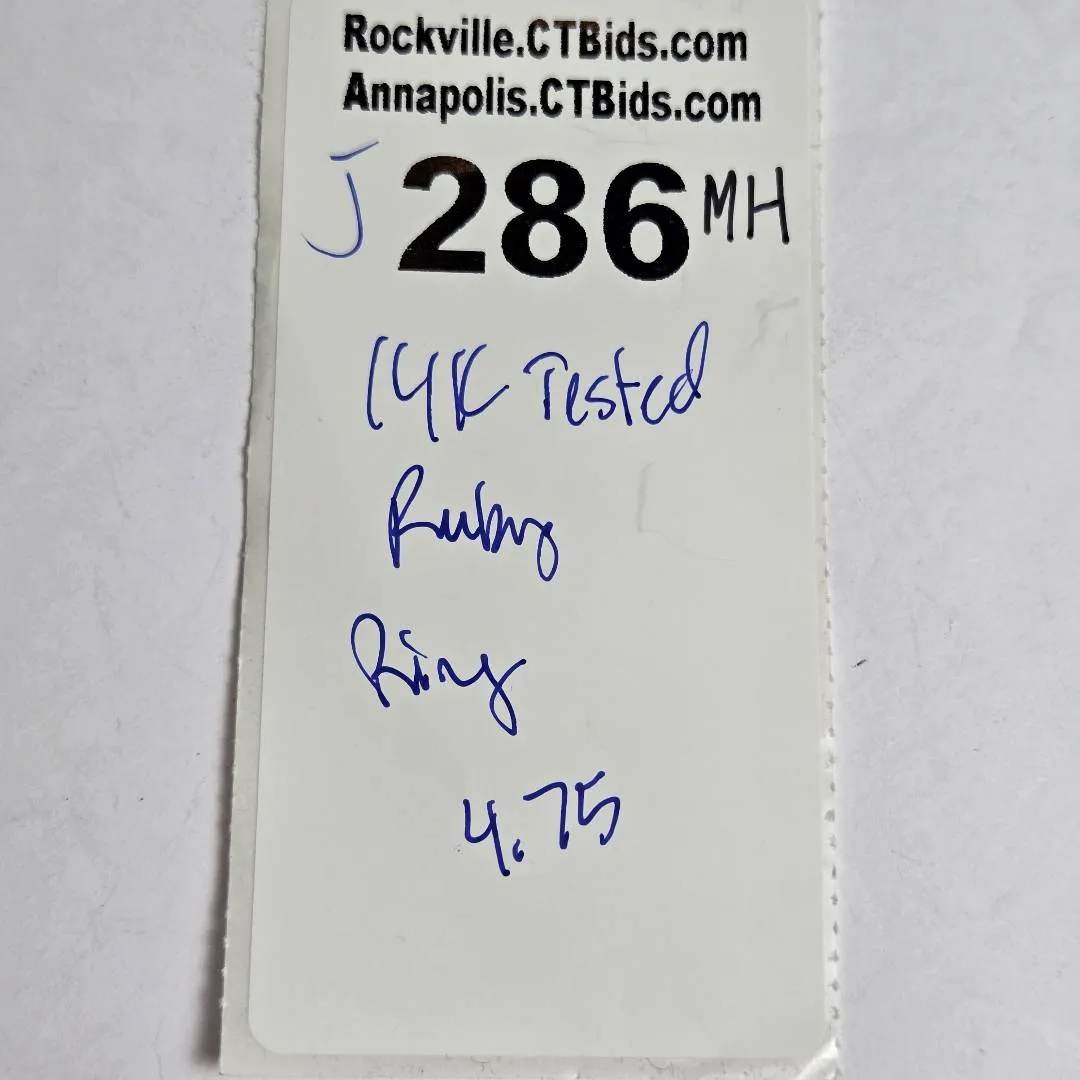 Rockville.CTBids.com
Annapolis.CTBids.com
J 286 MH
14K Tested
Ruby
Ring
4.75